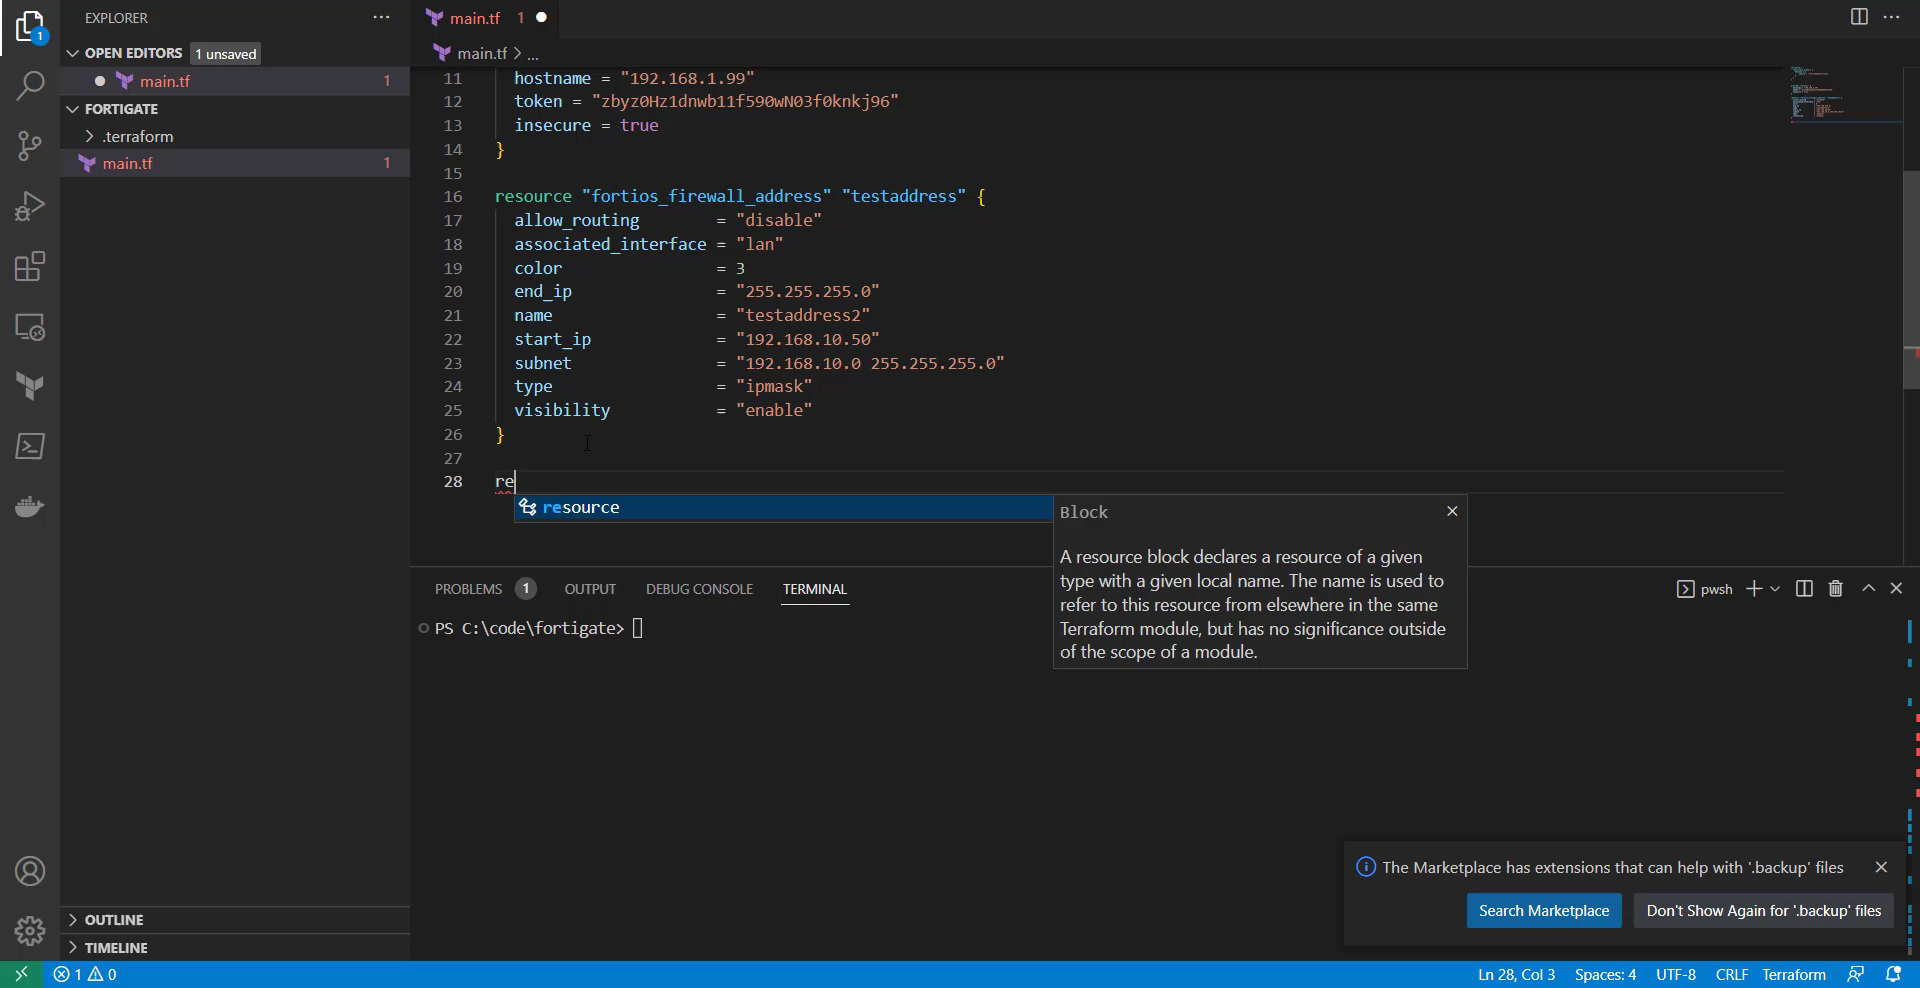 EXPLORER
1
OPEN EDITORS 1 unsaved
main.tf 1
FORTIGATE
.terraform
main.tf 1
OUTLINE
TIMELINE
main.tf 1
main.tf > ...
11 hostname = "192.168.1.99"
12 token = "zbyz0Hz1dnwb11f590wN03f0knkj96"
13 insecure = true
14 }
15
16 resource "fortios_firewall_address" "testaddress" {
17 allow_routing = "disable"
18 associated_interface = "lan"
19 color = 3
20 end_ip = "255.255.255.0"
21 name = "testaddress2"
22 start_ip = "192.168.10.50"
23 subnet = "192.168.10.0 255.255.255.0"
24 type = "ipmask"
25 visibility = "enable"
26 }
27
28 re
resource
Block
A resource block declares a resource of a given
type with a given local name. The name is used to
refer to this resource from elsewhere in the same
Terraform module, but has no significance outside
of the scope of a module.
PROBLEMS 1 OUTPUT DEBUG CONSOLE TERMINAL
pwsh
PS C:\code\fortigate>
The Marketplace has extensions that can help with '.backup' files
Search Marketplace
Don't Show Again for '.backup' files
1 0
Ln 28, Col 3 Spaces: 4 UTF-8 CRLF Terraform